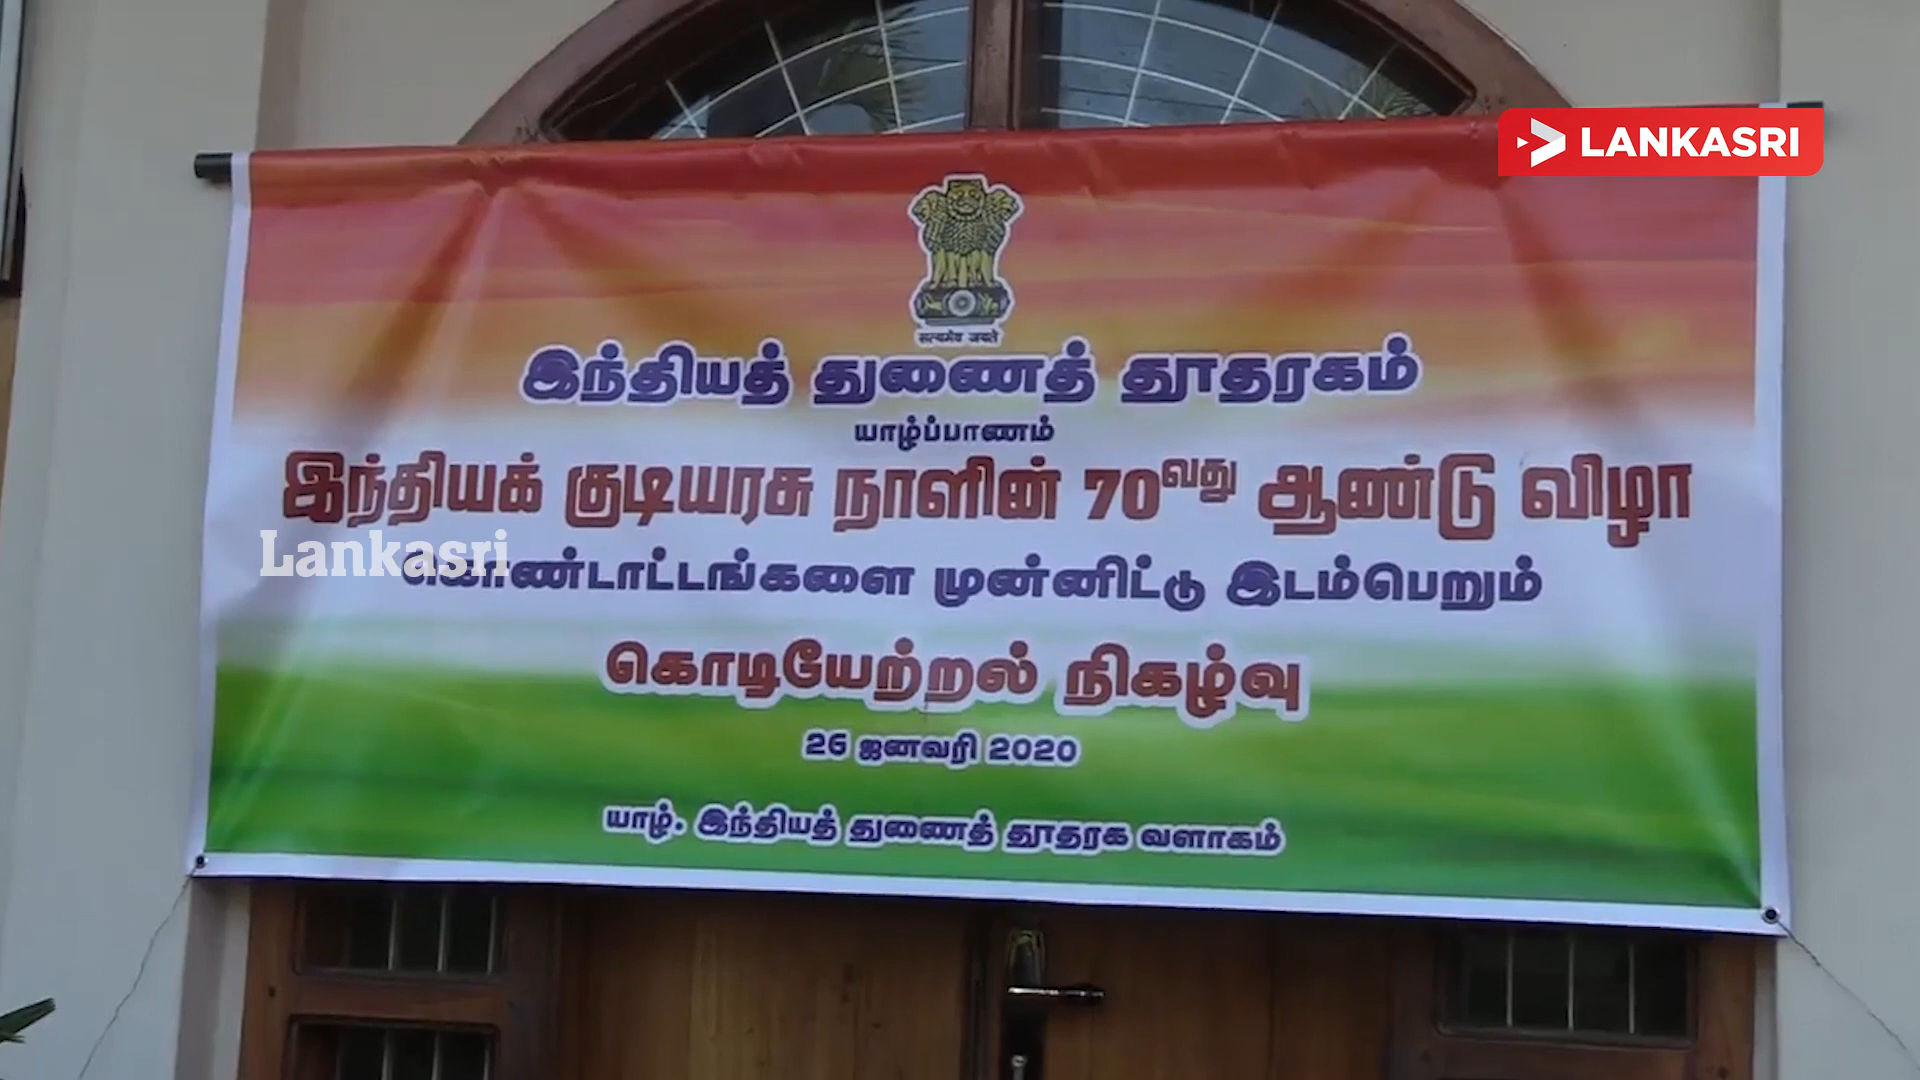 LANKASRI
सत्यमेव जयते
இந்தியத் துணைத் தூதரகம்
யாழ்ப்பாணம்
இந்தியக் குடியரசு நாளின் 70வது ஆண்டு விழா
Lankasri
கொண்டாட்டங்களை முன்னிட்டு இடம்பெறும்
கொடியேற்றல் நிகழ்வு
26 ஜனவரி 2020
யாழ். இந்தியத் துணைத் தூதரக வளாகம்